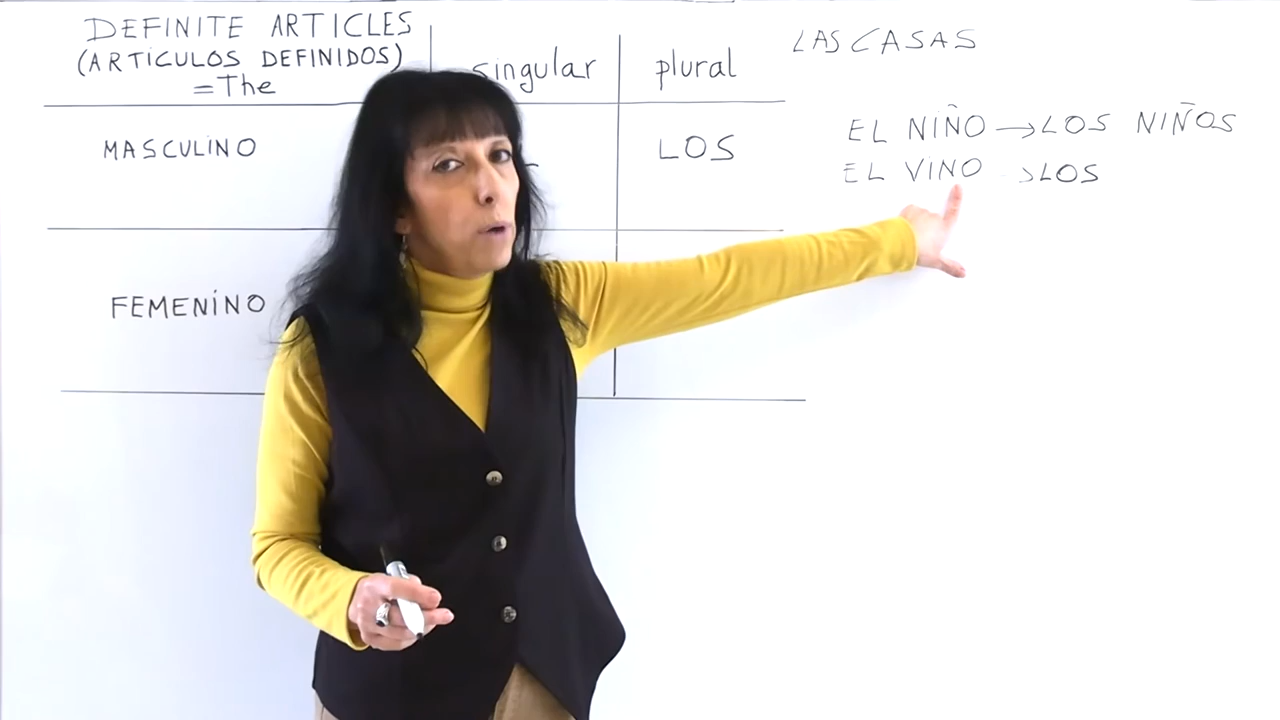 DEFINITE ARTICLES
(ARTICULOS DEFINIDOS)
=The
singular
plural
MASCULINO
LOS
FEMENINO
LAS CASAS
EL NIÑO → LOS NIÑOS
EL VINO → LOS